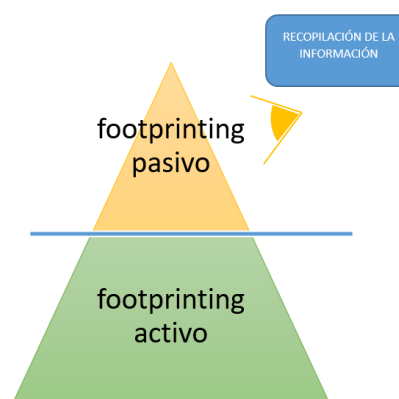 RECOPILACIÓN DE LA
INFORMACIÓN
footprinting
pasivo
footprinting
activo